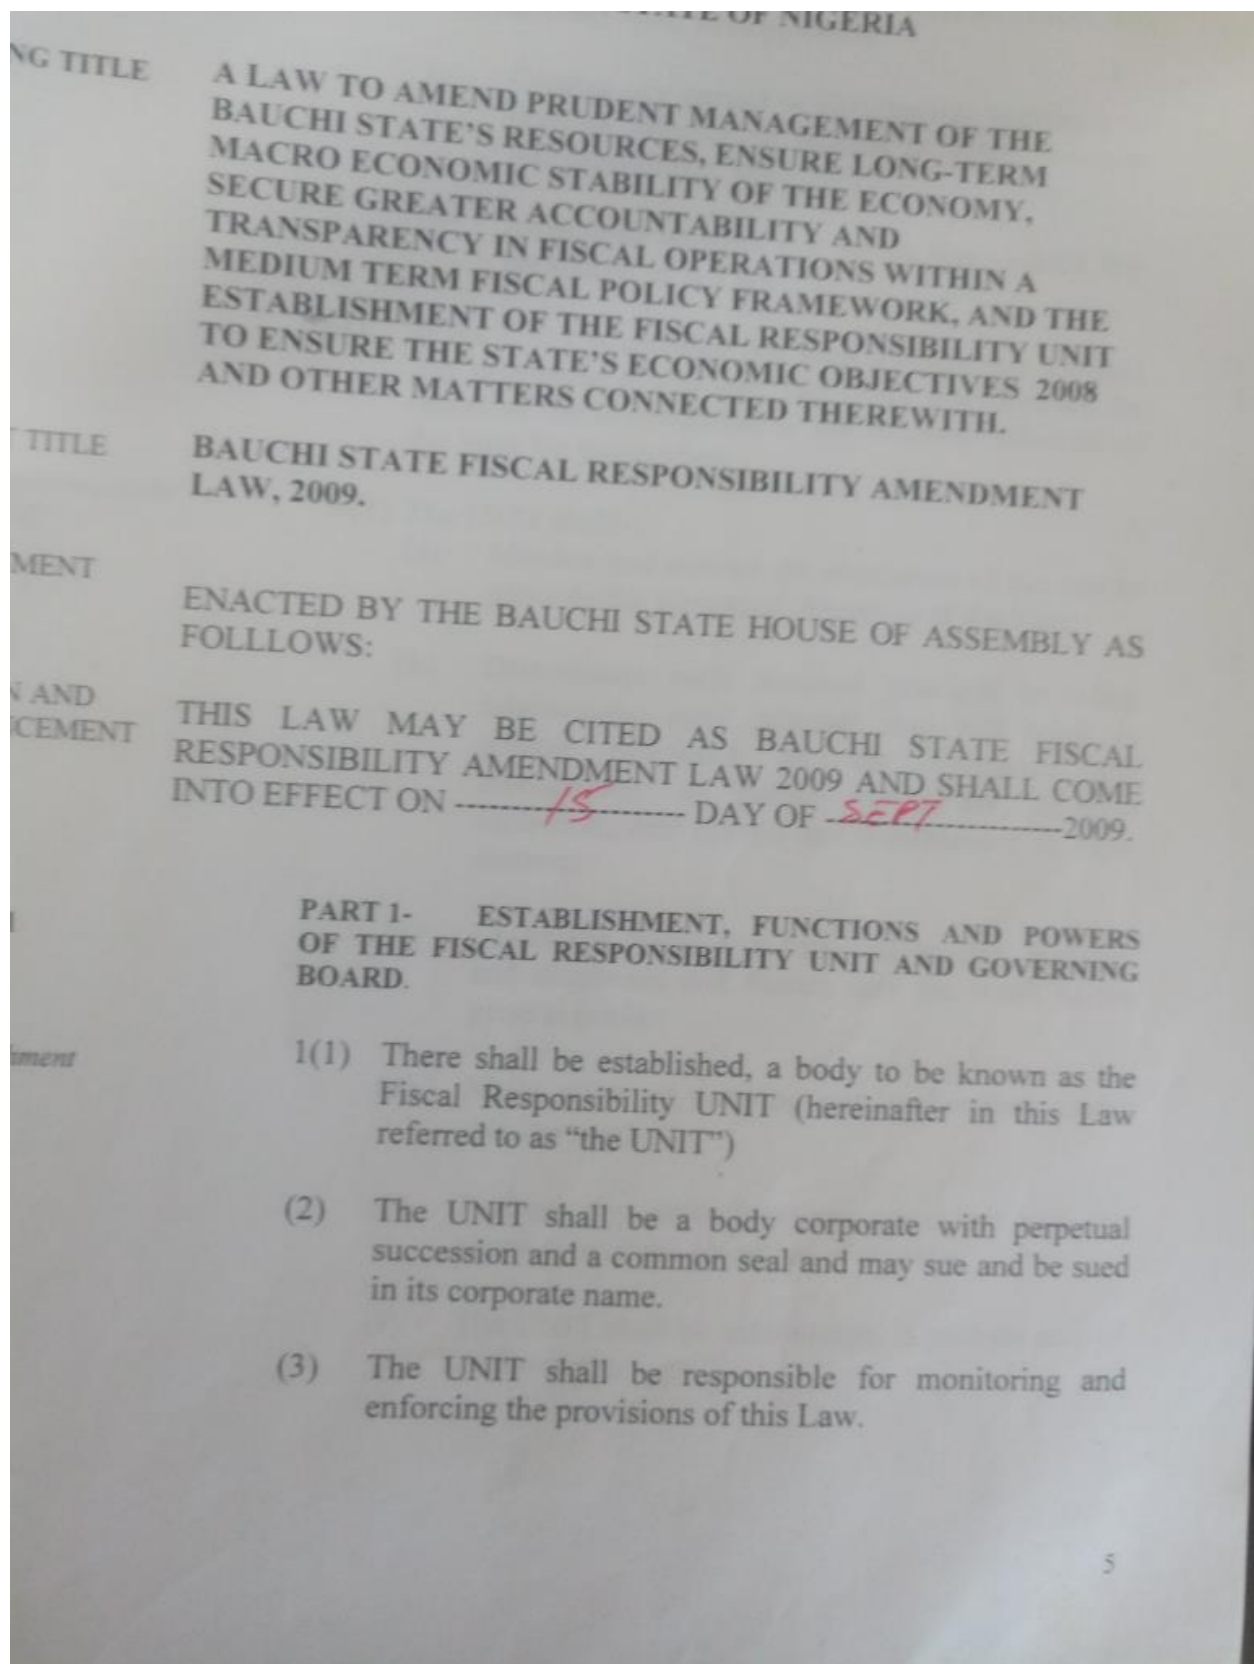 OF NIGERIA
NG TITLE A LAW TO AMEND PRUDENT MANAGEMENT OF THE
BAUCHI STATE'S RESOURCES, ENSURE LONG-TERM
MACRO ECONOMIC STABILITY OF THE ECONOMY,
SECURE GREATER ACCOUNTABILITY AND
TRANSPARENCY IN FISCAL OPERATIONS WITHIN A
MEDIUM TERM FISCAL POLICY FRAMEWORK, AND THE
ESTABLISHMENT OF THE FISCAL RESPONSIBILITY UNIT
TO ENSURE THE STATE'S ECONOMIC OBJECTIVES 2008
AND OTHER MATTERS CONNECTED THEREWITH.
TITLE BAUCHI STATE FISCAL RESPONSIBILITY AMENDMENT
LAW, 2009.
MENT
ENACTED BY THE BAUCHI STATE HOUSE OF ASSEMBLY AS
FOLLLOWS:
N AND
CEMENT THIS LAW MAY BE CITED AS BAUCHI STATE FISCAL
RESPONSIBILITY AMENDMENT LAW 2009 AND SHALL COME
INTO EFFECT ON ----------15---------- DAY OF -SEPT--------------2009.
PART 1- ESTABLISHMENT, FUNCTIONS AND POWERS
OF THE FISCAL RESPONSIBILITY UNIT AND GOVERNING
BOARD.
hment 1(1) There shall be established, a body to be known as the
Fiscal Responsibility UNIT (hereinafter in this Law
referred to as "the UNIT")
(2) The UNIT shall be a body corporate with perpetual
succession and a common seal and may sue and be sued
in its corporate name.
(3) The UNIT shall be responsible for monitoring and
enforcing the provisions of this Law.
5